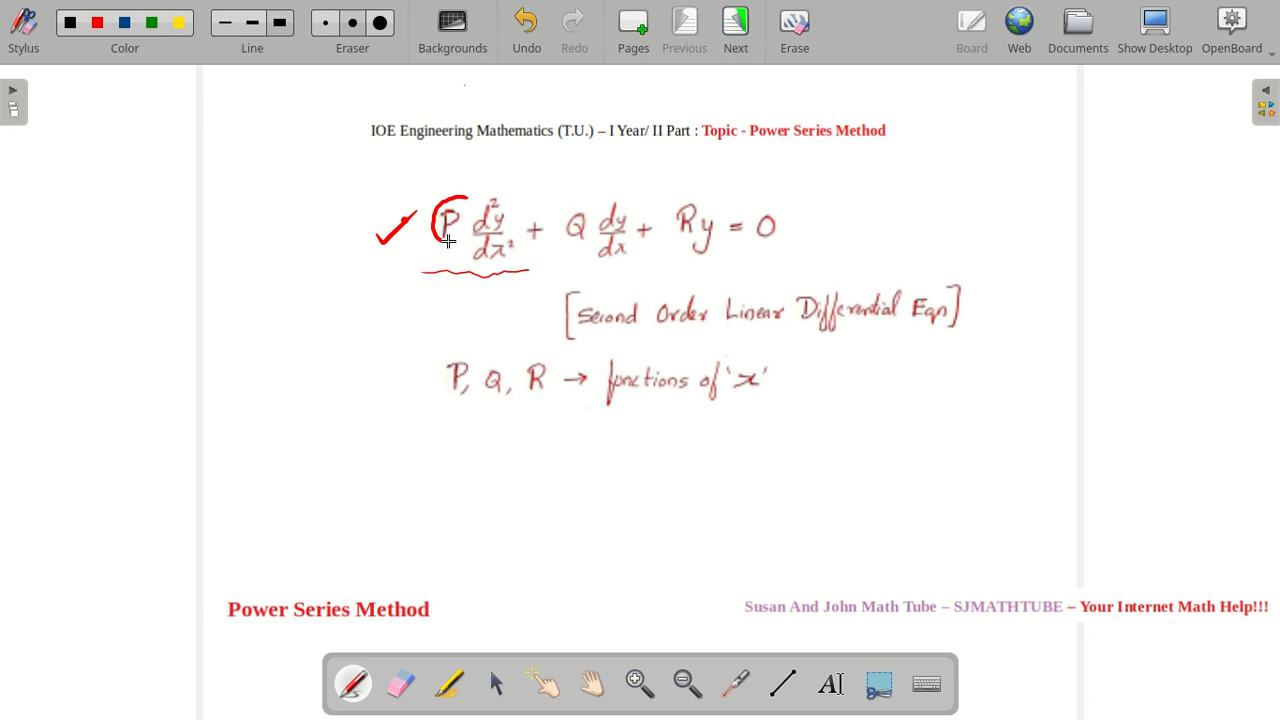 Stylus Color Line Eraser Backgrounds Undo Redo Pages Previous Next Erase Board Web Documents Show Desktop OpenBoard
IOE Engineering Mathematics (T.U.) – I Year/ II Part : Topic - Power Series Method
P d²y/dx² + Q dy/dx + Ry = 0
[Second Order Linear Differential Eqn]
P, Q, R → functions of 'x'
Power Series Method
Susan And John Math Tube – SJMATHTUBE – Your Internet Math Help!!!
AI